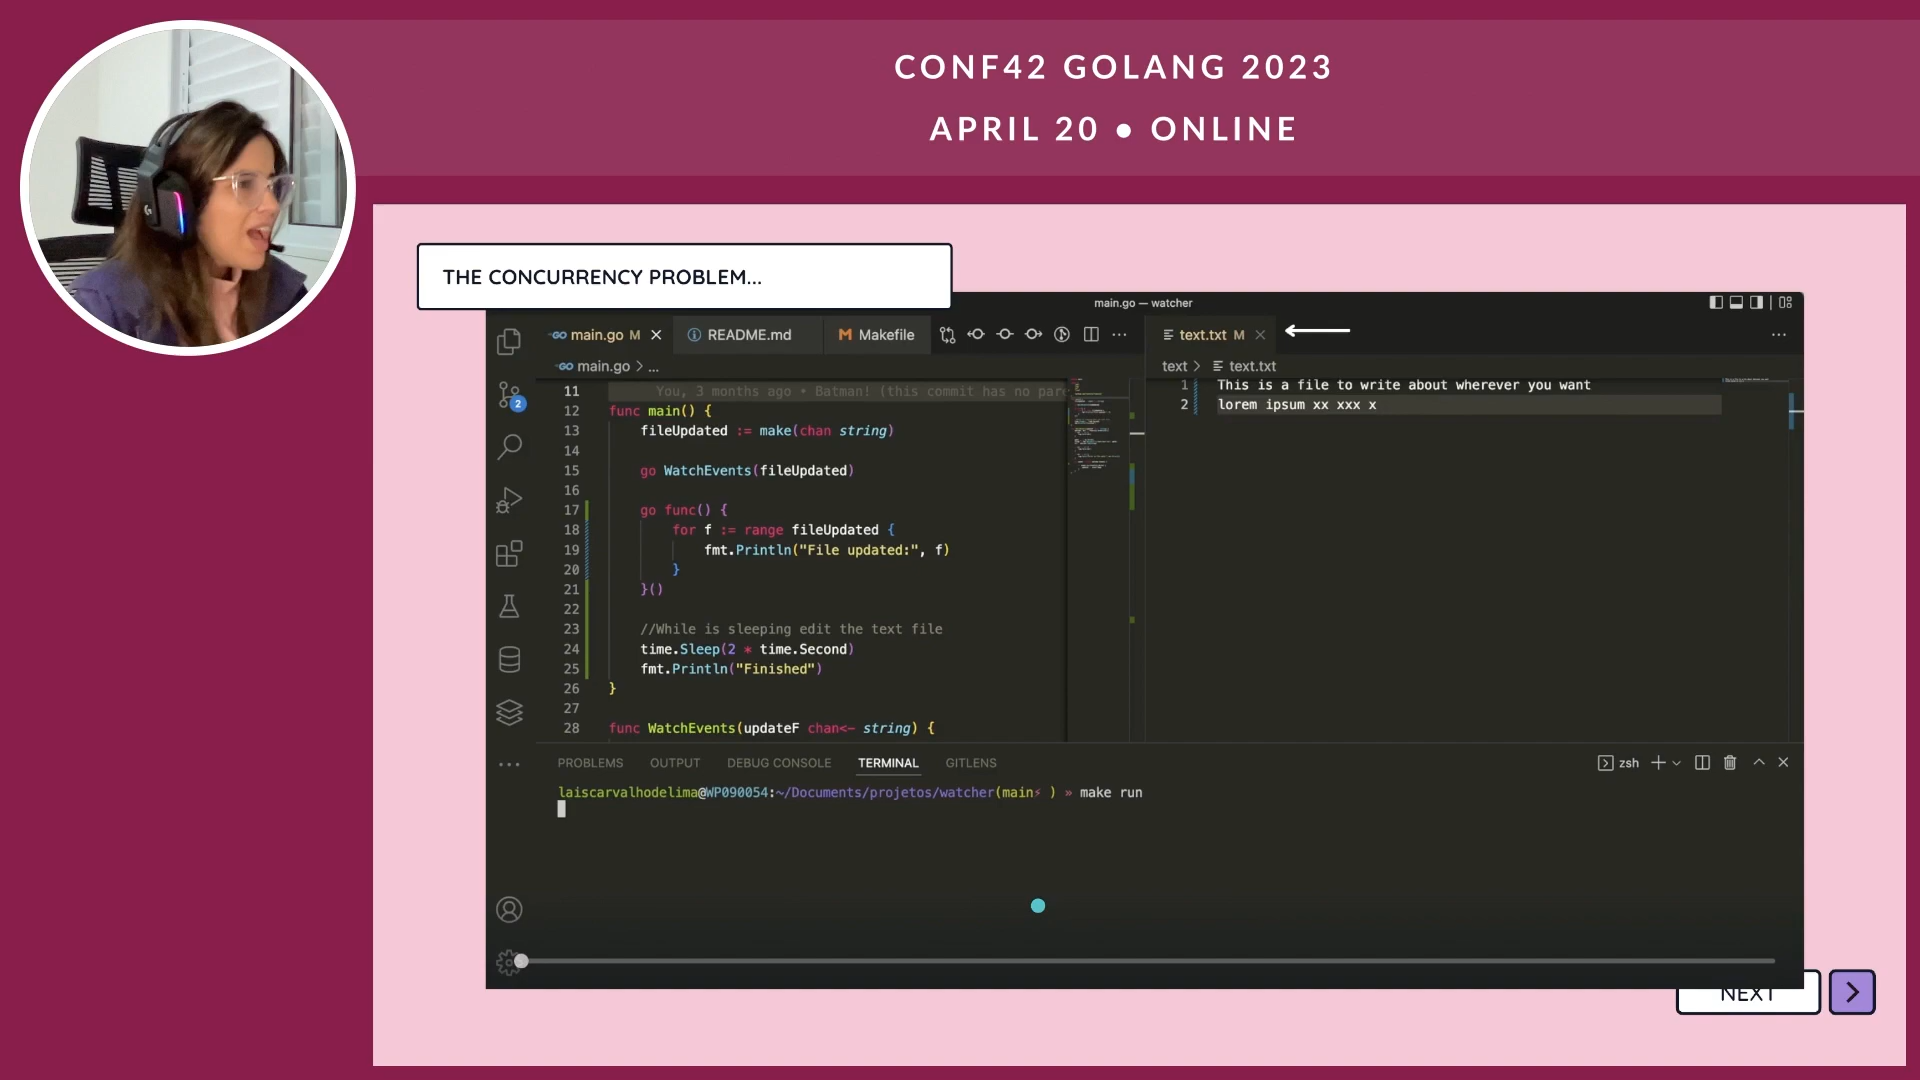 CONF42 GOLANG 2023
APRIL 20 ● ONLINE
THE CONCURRENCY PROBLEM...
main.go — watcher
main.go M
README.md
Makefile
text.txt M
main.go > ...
text > text.txt
11 You, 3 months ago • Batman! (this commit has no pare
12 func main() {
13 fileUpdated := make(chan string)
14
15 go WatchEvents(fileUpdated)
16
17 go func() {
18 for f := range fileUpdated {
19 fmt.Println("File updated:", f)
20 }
21 }()
22
23 //While is sleeping edit the text file
24 time.Sleep(2 * time.Second)
25 fmt.Println("Finished")
26 }
27
28 func WatchEvents(updateF chan<- string) {
1 This is a file to write about wherever you want
2 lorem ipsum xx xxx x
2
PROBLEMS OUTPUT DEBUG CONSOLE TERMINAL GITLENS
zsh
laiscarvalhodelima@WP090054:~/Documents/projetos/watcher(main⚡ ) » make run
NEXT